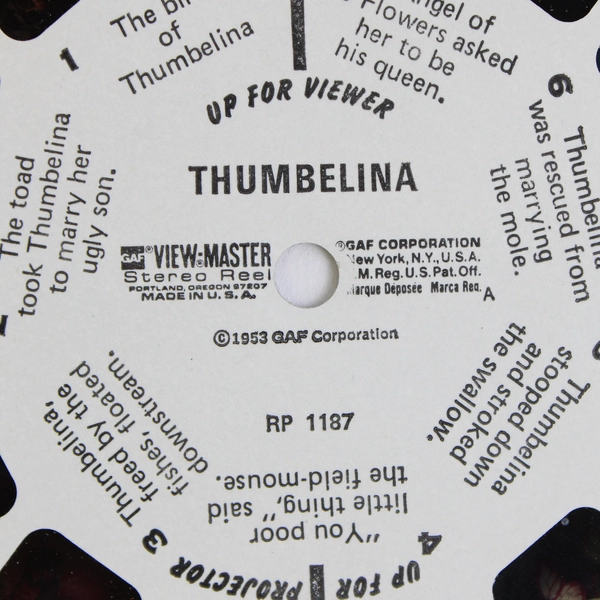 1
The
of
Thumbelina
Angel of
Flowers asked
her to be
his queen.
UP FOR VIEWER
6
Thumbelina
was rescued from
marrying
the mole.
THUMBELINA
The toad
took Thumbelina
to marry her
ugly son.
GAF® VIEW-MASTER
Stereo Reel
PORTLAND, OREGON 97207
MADE IN U.S.A.
®GAF CORPORATION
New York, N.Y., U.S.A.
.M. Reg. U.S. Pat. Off.
Marque Déposée Marca Reg.
A
©1953 GAF Corporation
RP 1187
Thumbelina
stooped down
and stroked
the swallow.
3
Thumbelina,
freed by the
fishes, floated
downstream.
4
"You poor
little thing," said
the field-mouse.
UP FOR PROJECTOR